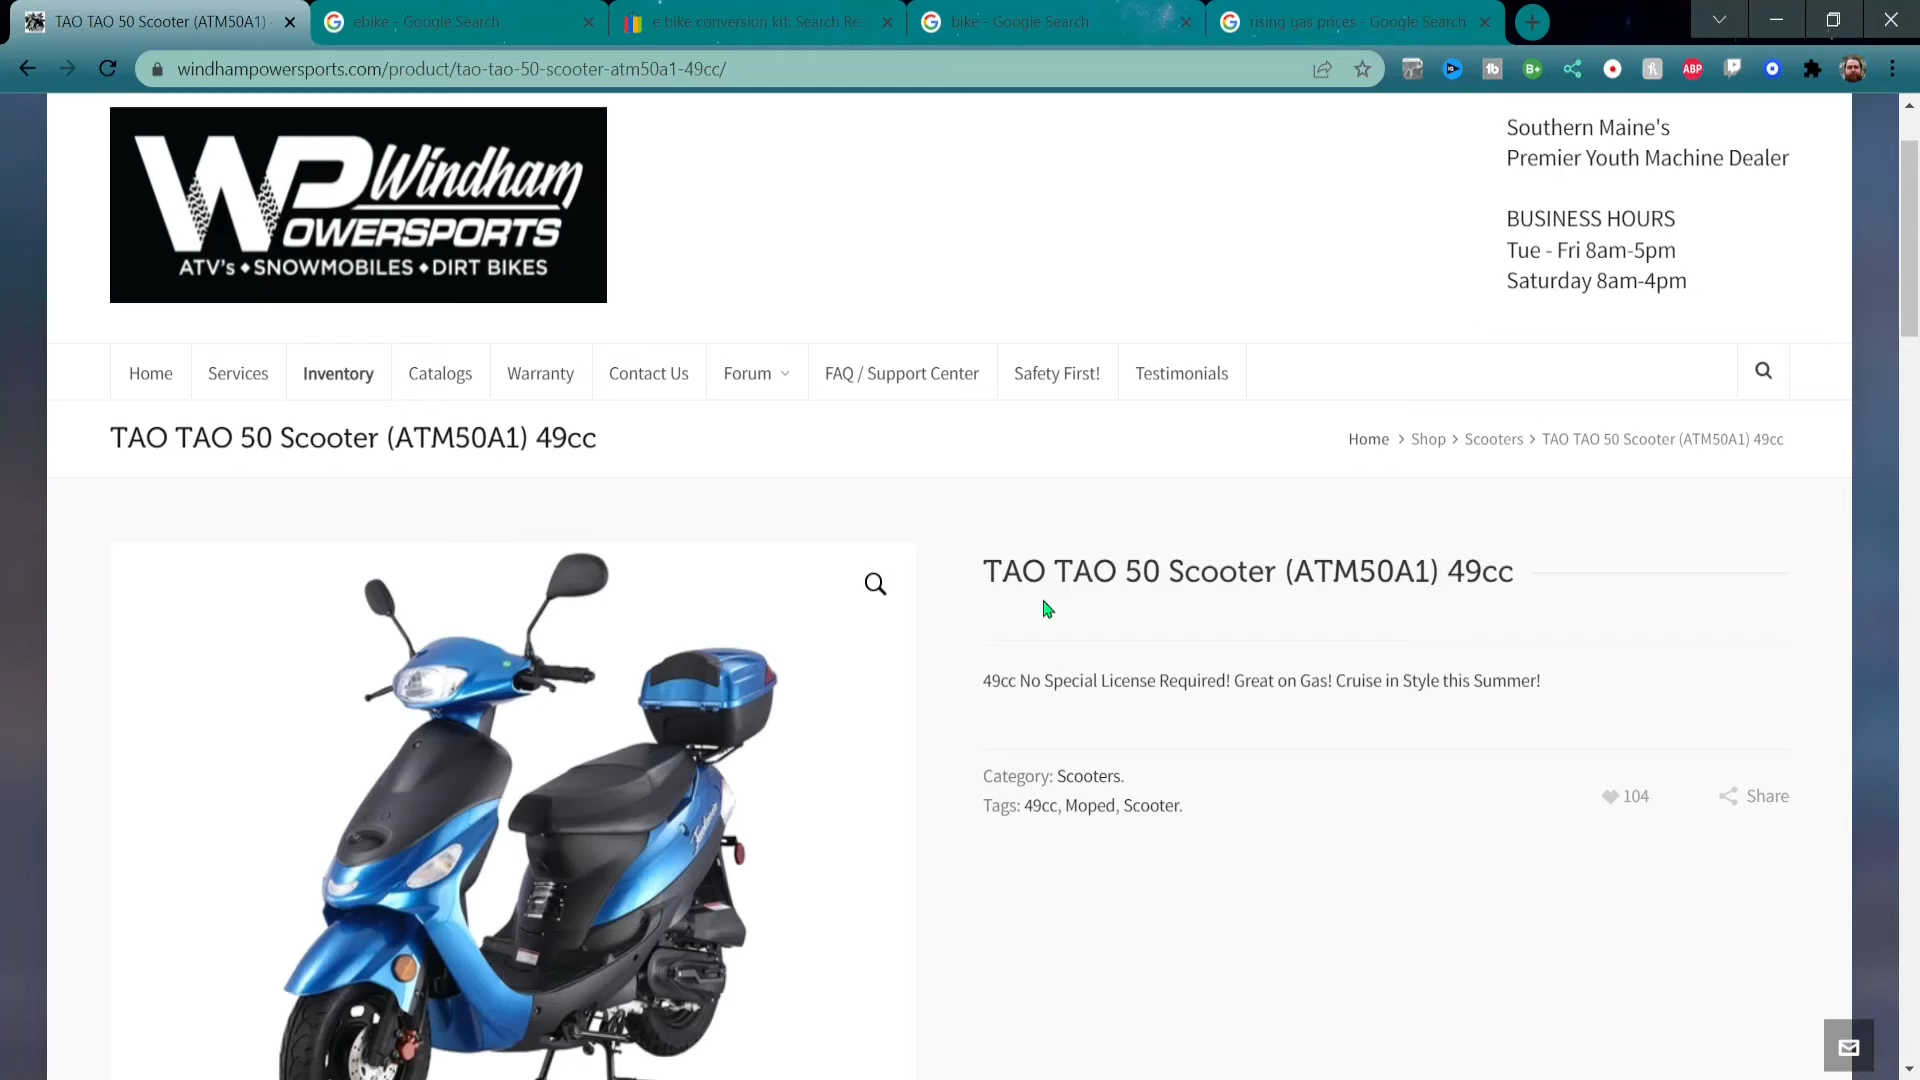 TAO TAO 50 Scooter (ATM50A1) -
ebike - Google Search
e bike conversion kit: Search Res
bike - Google Search
rising gas prices - Google Search
windhampowersports.com/product/tao-tao-50-scooter-atm50a1-49cc/
B+
ABP
WP Windham
POWERSPORTS
ATV's ♦ SNOWMOBILES ♦ DIRT BIKES
Southern Maine's
Premier Youth Machine Dealer
BUSINESS HOURS
Tue - Fri 8am-5pm
Saturday 8am-4pm
Home
Services
Inventory
Catalogs
Warranty
Contact Us
Forum
FAQ / Support Center
Safety First!
Testimonials
TAO TAO 50 Scooter (ATM50A1) 49cc
Home > Shop > Scooters > TAO TAO 50 Scooter (ATM50A1) 49cc
TAO TAO 50 Scooter (ATM50A1) 49cc
49cc No Special License Required! Great on Gas! Cruise in Style this Summer!
Category: Scooters.
Tags: 49cc, Moped, Scooter.
104
Share